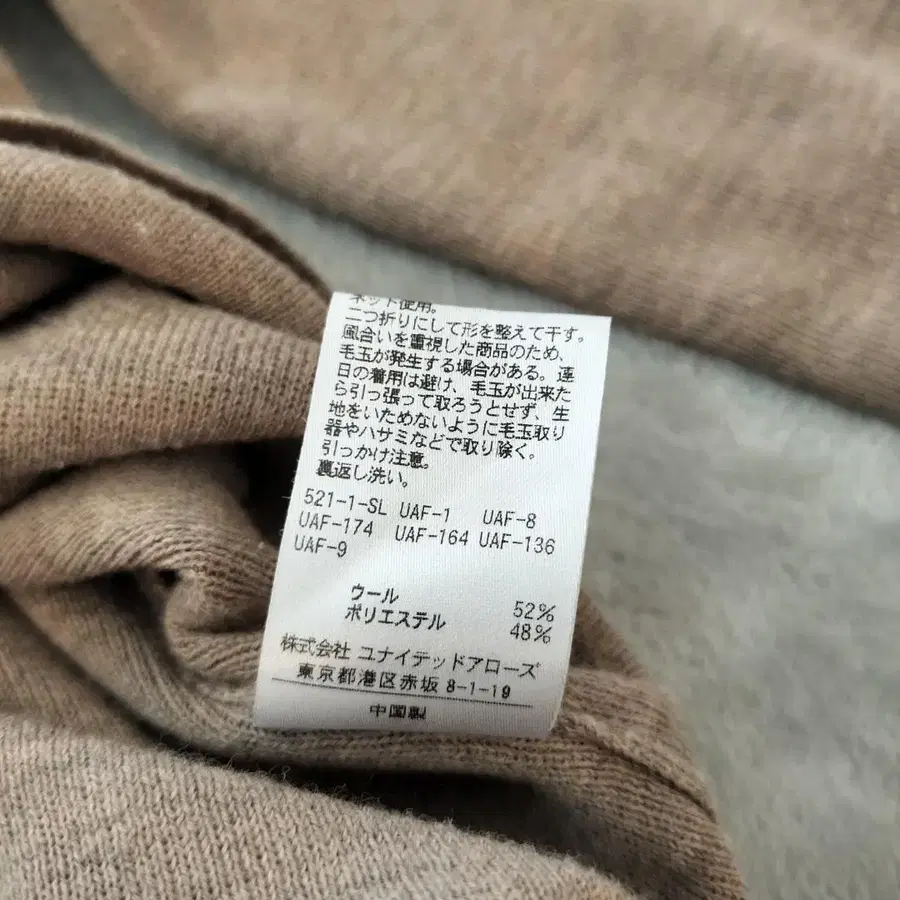 ネット使用。
二つ折りにして形を整えて干す。
風合いを重視した商品のため、
毛玉が発生する場合がある。連
日の着用は避け、毛玉が出来た
ら引っ張って取ろうとせず、生
地をいためないように毛玉取り
器やハサミなどで取り除く。
引っかけ注意。
裏返し洗い。
521-1-SL UAF-1 UAF-8
UAF-174 UAF-164 UAF-136
UAF-9
ウール 52%
ポリエステル 48%
株式会社 ユナイテッドアローズ
東京都港区赤坂 8-1-19
中国製